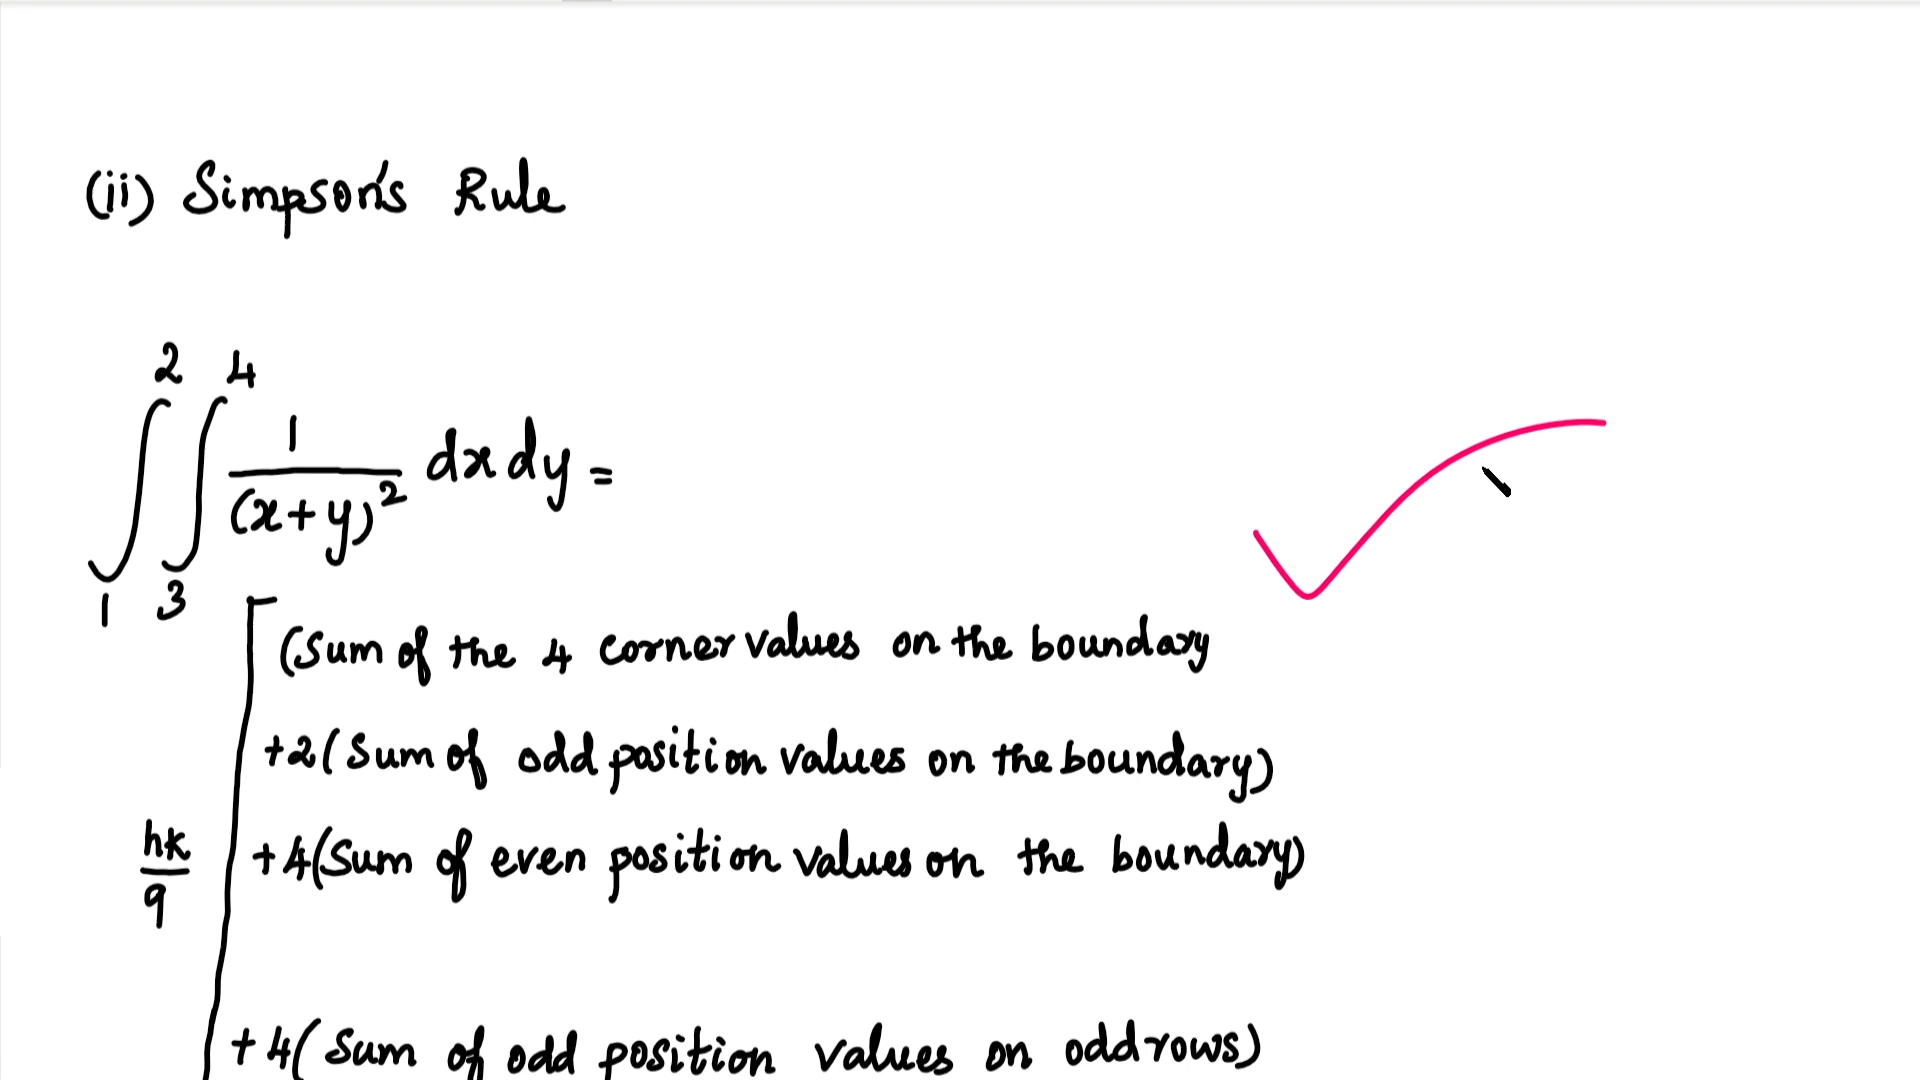 (ii) Simpson's Rule
2 4
∫ ∫ 1/(x+y)² dx dy =
1 3
(Sum of the 4 corner values on the boundary
+2(Sum of odd position values on the boundary)
hk/9
+4(Sum of even position values on the boundary)
+4(Sum of odd position values on odd rows)